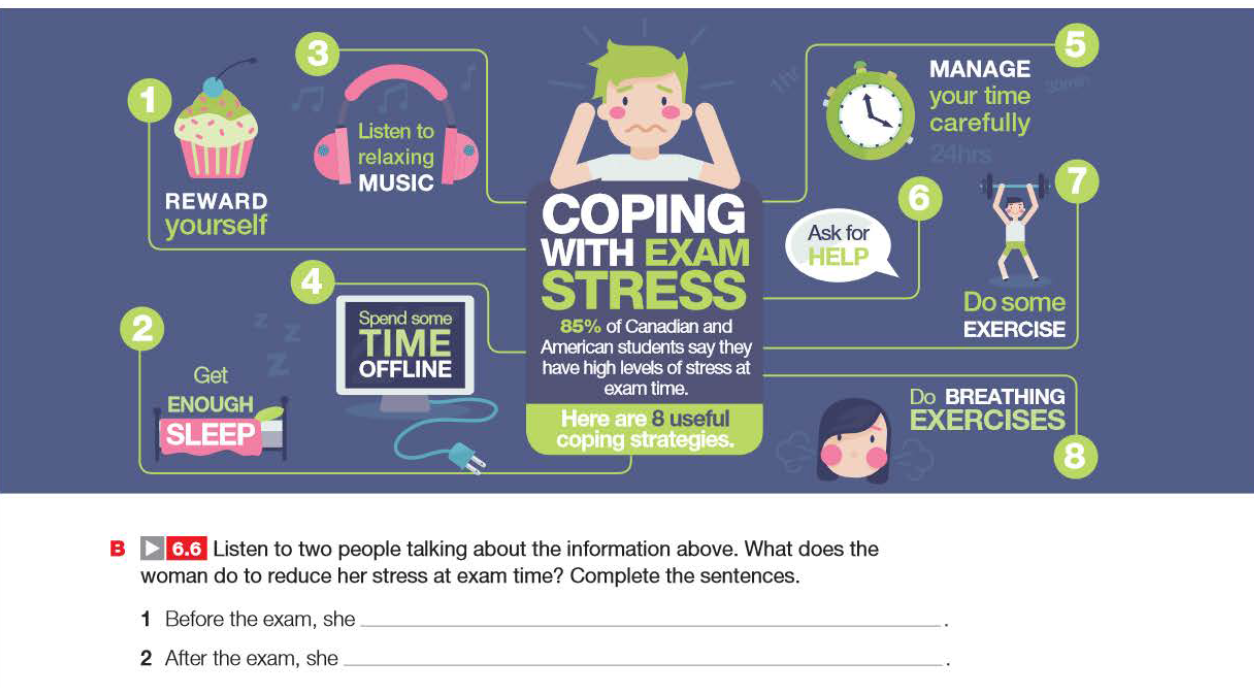 1
REWARD
yourself
2
Get
ENOUGH
SLEEP
z
z
z
3
Listen to
relaxing
MUSIC
4
Spend some
TIME
OFFLINE
COPING
WITH EXAM
STRESS
85% of Canadian and
American students say they
have high levels of stress at
exam time.
Here are 8 useful
coping strategies.
5
MANAGE
your time
carefully
1hr
30min
24hrs
6
Ask for
HELP
7
Do some
EXERCISE
Do BREATHING
EXERCISES
8
B 6.6 Listen to two people talking about the information above. What does the
woman do to reduce her stress at exam time? Complete the sentences.
1 Before the exam, she .
2 After the exam, she .